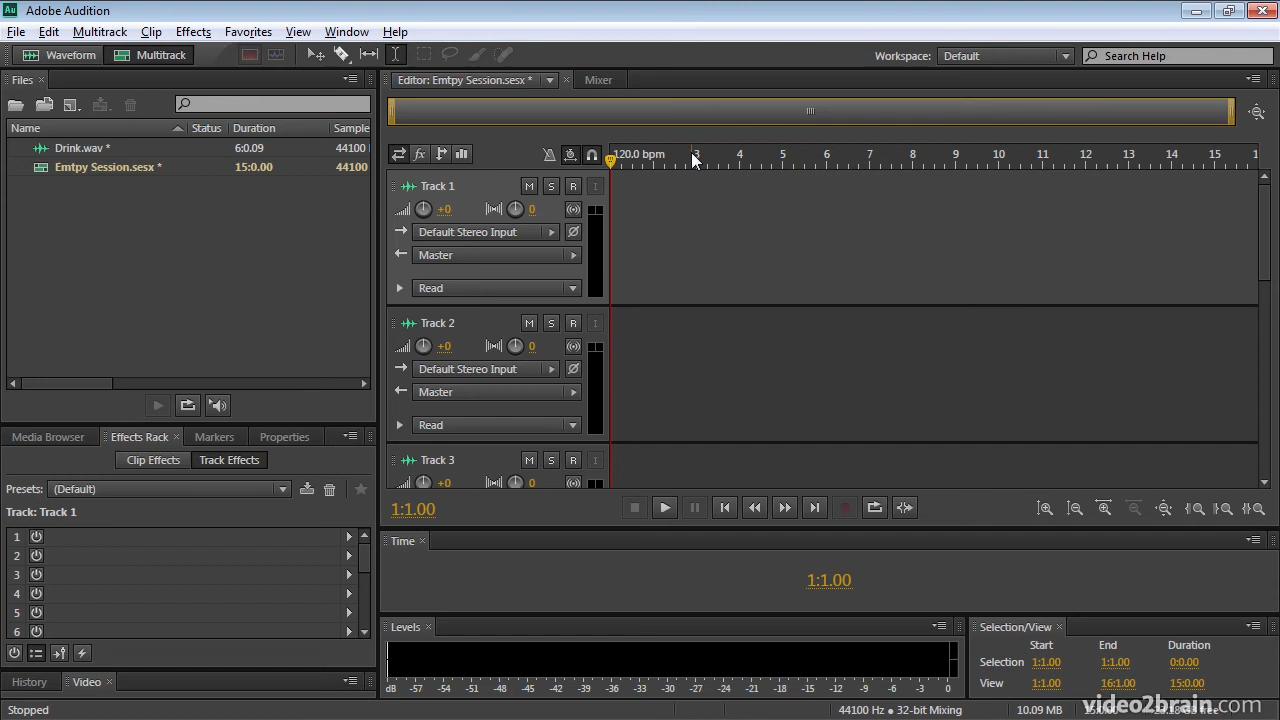 Au Adobe Audition
File Edit Multitrack Clip Effects Favorites View Window Help
Waveform Multitrack Workspace: Default Search Help
Files × Editor: Emtpy Session.sesx * × Mixer
Name Status Duration Sample
Drink.wav * 6:0.09 44100
Emtpy Session.sesx * 15:0.00 44100
fx 120.0 bpm 3 4 5 6 7 8 9 10 11 12 13 14 15 1
Track 1 M S R I
+0 0
Default Stereo Input
Master
Read
Track 2 M S R I
+0 0
Default Stereo Input
Master
Read
Track 3 M S R I
+0 0
Media Browser Effects Rack × Markers Properties
Clip Effects Track Effects
Presets: (Default)
1:1.00
Track: Track 1
1
2
3
4
5
6
Time ×
1:1.00
Levels ×
dB -57 -54 -51 -48 -45 -42 -39 -36 -33 -30 -27 -24 -21 -18 -15 -12 -9 -6 -3 0
Selection/View ×
Start End Duration
Selection 1:1.00 1:1.00 0:0.00
View 1:1.00 16:1.00 15:0.00
History Video ×
Stopped 44100 Hz ● 32-bit Mixing 10.09 MB
video2brain.com